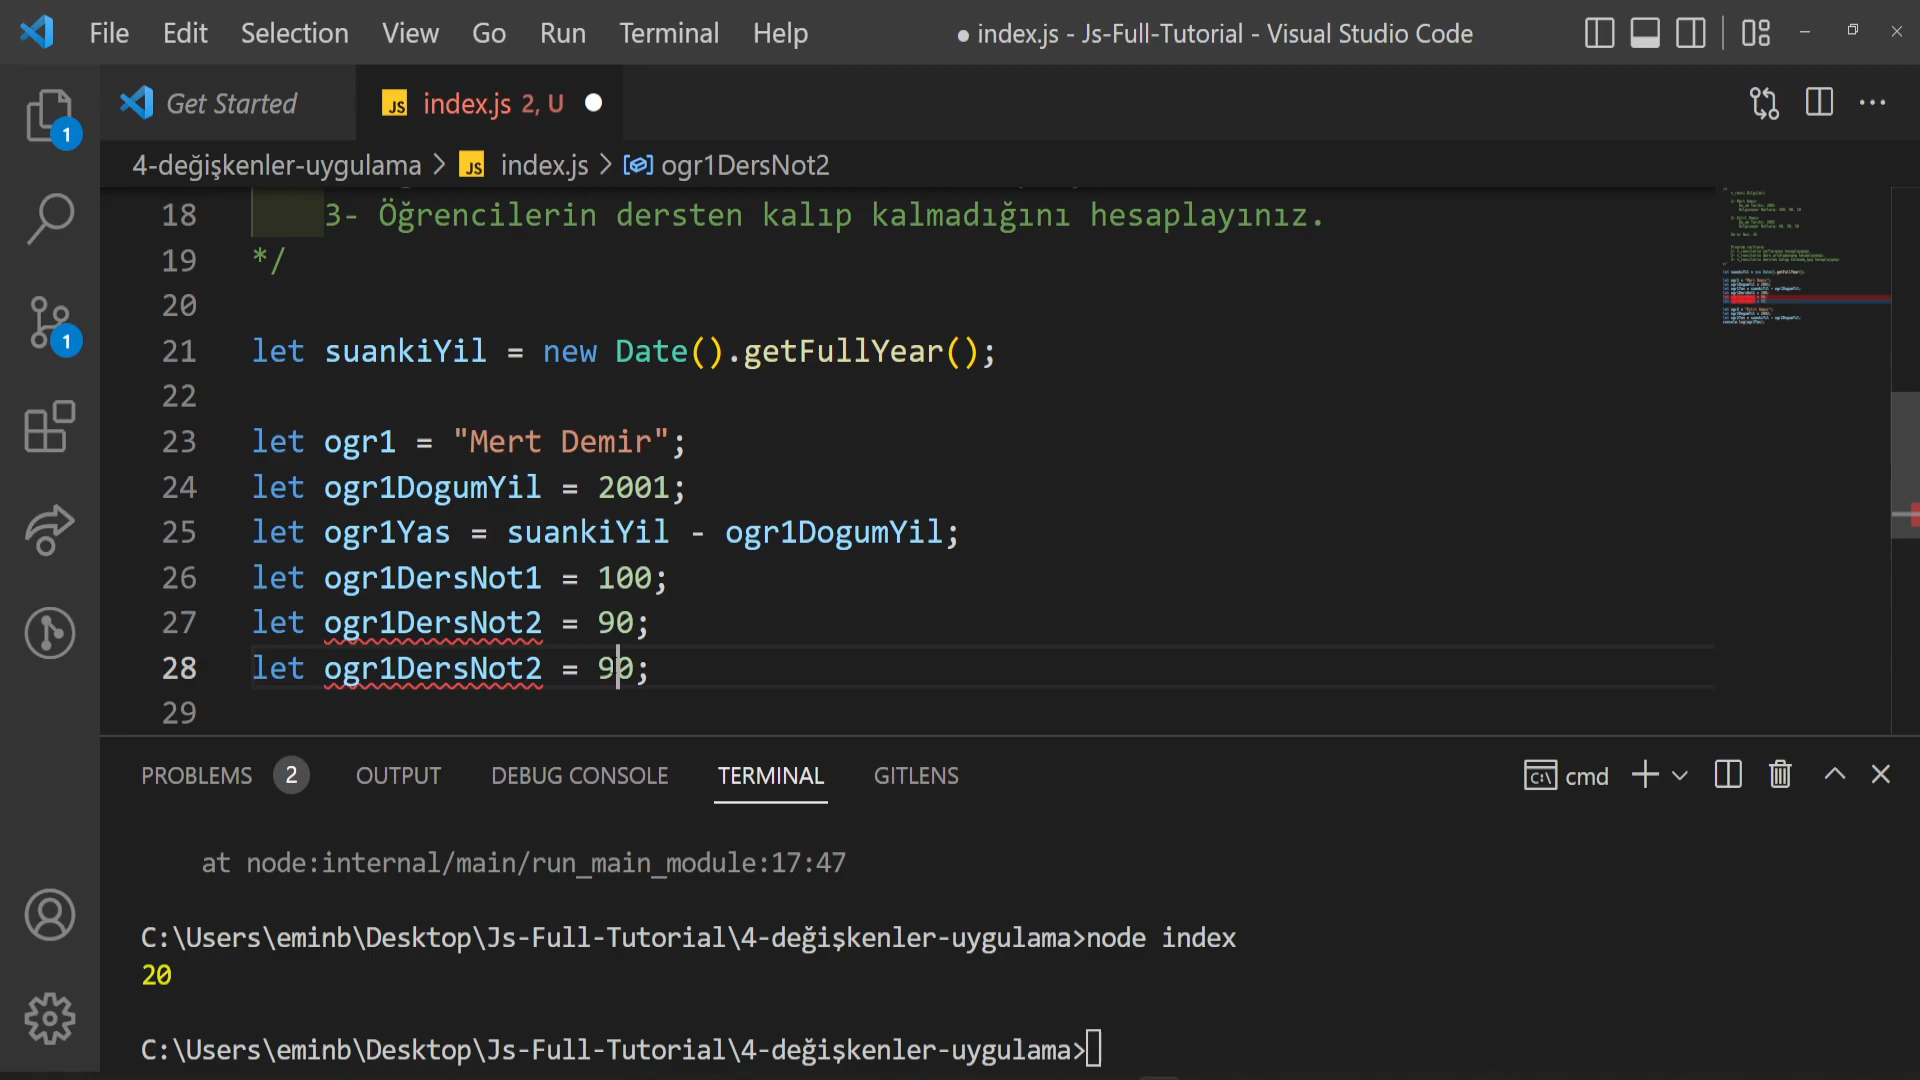 File Edit Selection View Go Run Terminal Help ● index.js - Js-Full-Tutorial - Visual Studio Code
Get Started JS index.js 2, U
4-değişkenler-uygulama > JS index.js > ogr1DersNot2
18 3- Öğrencilerin dersten kalıp kalmadığını hesaplayınız.
19 */
20
21 let suankiYil = new Date().getFullYear();
22
23 let ogr1 = "Mert Demir";
24 let ogr1DogumYil = 2001;
25 let ogr1Yas = suankiYil - ogr1DogumYil;
26 let ogr1DersNot1 = 100;
27 let ogr1DersNot2 = 90;
28 let ogr1DersNot2 = 90;
29
1
1
PROBLEMS 2 OUTPUT DEBUG CONSOLE TERMINAL GITLENS cmd
at node:internal/main/run_main_module:17:47
C:\Users\eminb\Desktop\Js-Full-Tutorial\4-değişkenler-uygulama>node index
20
C:\Users\eminb\Desktop\Js-Full-Tutorial\4-değişkenler-uygulama>